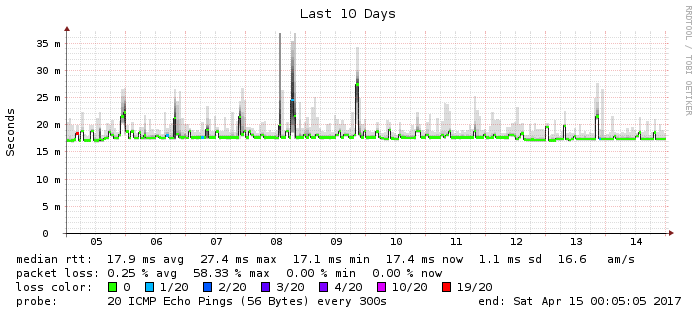 Last 10 Days
RRDTOOL / TOBI OETIKER
Seconds
35 m
30 m
25 m
20 m
15 m
10 m
5 m
0
05 06 07 08 09 10 11 12 13 14
median rtt: 17.9 ms avg 27.4 ms max 17.1 ms min 17.4 ms now 1.1 ms sd 16.6 am/s
packet loss: 0.25 % avg 58.33 % max 0.00 % min 0.00 % now
loss color: 0 1/20 2/20 3/20 4/20 10/20 19/20
probe: 20 ICMP Echo Pings (56 Bytes) every 300s end: Sat Apr 15 00:05:05 2017